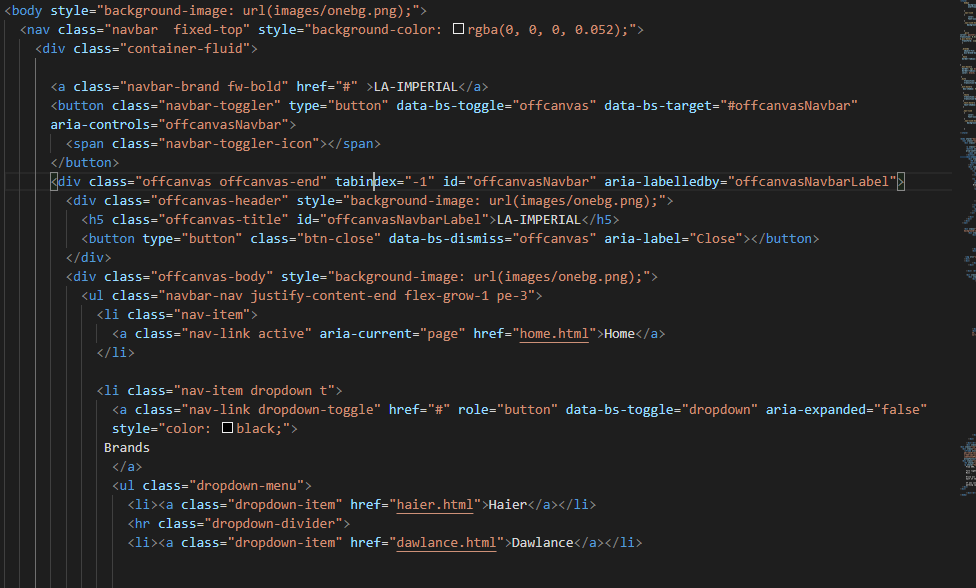 <body style="background-image: url(images/onebg.png);">
<nav class="navbar  fixed-top" style="background-color: rgba(0, 0, 0, 0.052);">
<div class="container-fluid">
<a class="navbar-brand fw-bold" href="#" >LA-IMPERIAL</a>
<button class="navbar-toggler" type="button" data-bs-toggle="offcanvas" data-bs-target="#offcanvasNavbar"
aria-controls="offcanvasNavbar">
<span class="navbar-toggler-icon"></span>
</button>
<div class="offcanvas offcanvas-end" tabindex="-1" id="offcanvasNavbar" aria-labelledby="offcanvasNavbarLabel">
<div class="offcanvas-header" style="background-image: url(images/onebg.png);">
<h5 class="offcanvas-title" id="offcanvasNavbarLabel">LA-IMPERIAL</h5>
<button type="button" class="btn-close" data-bs-dismiss="offcanvas" aria-label="Close"></button>
</div>
<div class="offcanvas-body" style="background-image: url(images/onebg.png);">
<ul class="navbar-nav justify-content-end flex-grow-1 pe-3">
<li class="nav-item">
<a class="nav-link active" aria-current="page" href="home.html">Home</a>
</li>
<li class="nav-item dropdown t">
<a class="nav-link dropdown-toggle" href="#" role="button" data-bs-toggle="dropdown" aria-expanded="false"
style="color: black;">
Brands
</a>
<ul class="dropdown-menu">
<li><a class="dropdown-item" href="haier.html">Haier</a></li>
<hr class="dropdown-divider">
<li><a class="dropdown-item" href="dawlance.html">Dawlance</a></li>